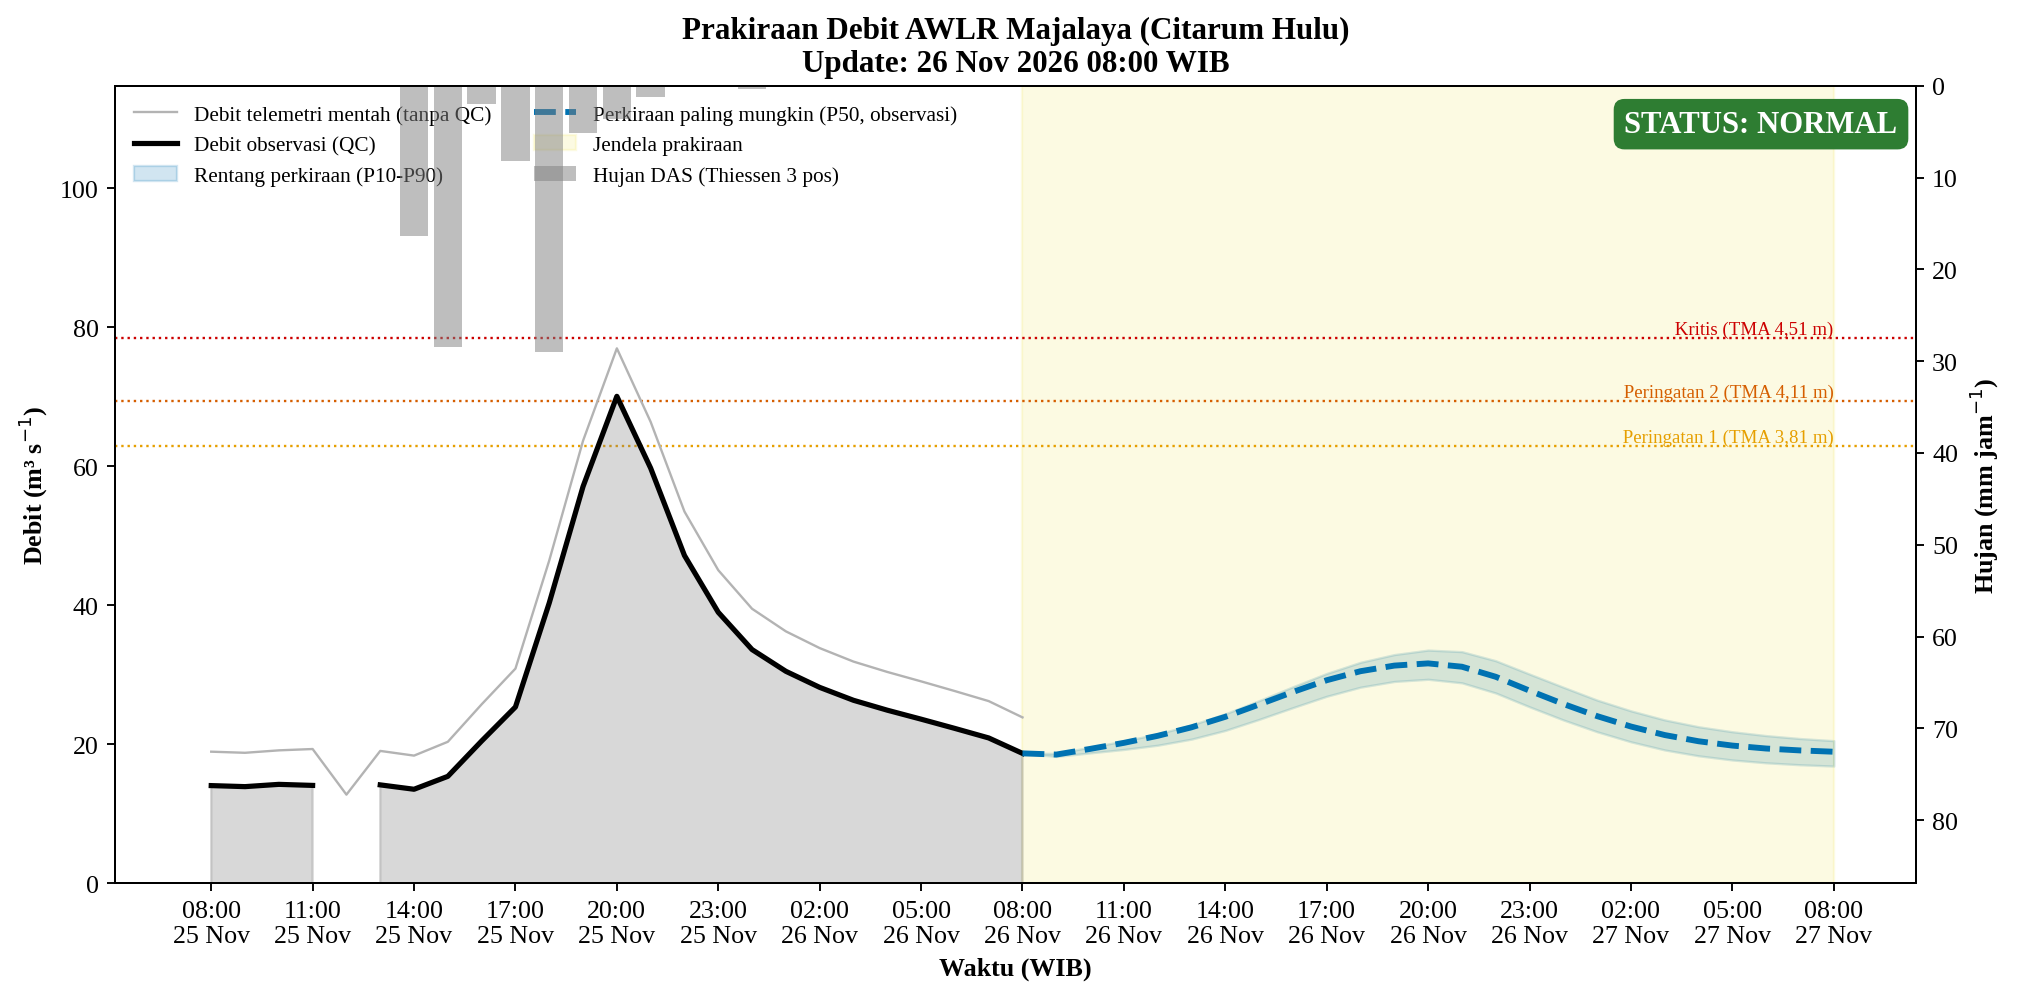 Prakiraan Debit AWLR Majalaya (Citarum Hulu)
Update: 26 Nov 2026 08:00 WIB
Debit telemetri mentah (tanpa QC)
Debit observasi (QC)
Rentang perkiraan (P10-P90)
Perkiraan paling mungkin (P50, observasi)
Jendela prakiraan
Hujan DAS (Thiessen 3 pos)
STATUS: NORMAL
Kritis (TMA 4,51 m)
Peringatan 2 (TMA 4,11 m)
Peringatan 1 (TMA 3,81 m)
Debit (m³ s⁻¹)
100
80
60
40
20
0
Hujan (mm jam⁻¹)
0
10
20
30
40
50
60
70
80
08:00 11:00 14:00 17:00 20:00 23:00 02:00 05:00 08:00 11:00 14:00 17:00 20:00 23:00 02:00 05:00 08:00
25 Nov 25 Nov 25 Nov 25 Nov 25 Nov 25 Nov 26 Nov 26 Nov 26 Nov 26 Nov 26 Nov 26 Nov 26 Nov 26 Nov 27 Nov 27 Nov 27 Nov
Waktu (WIB)